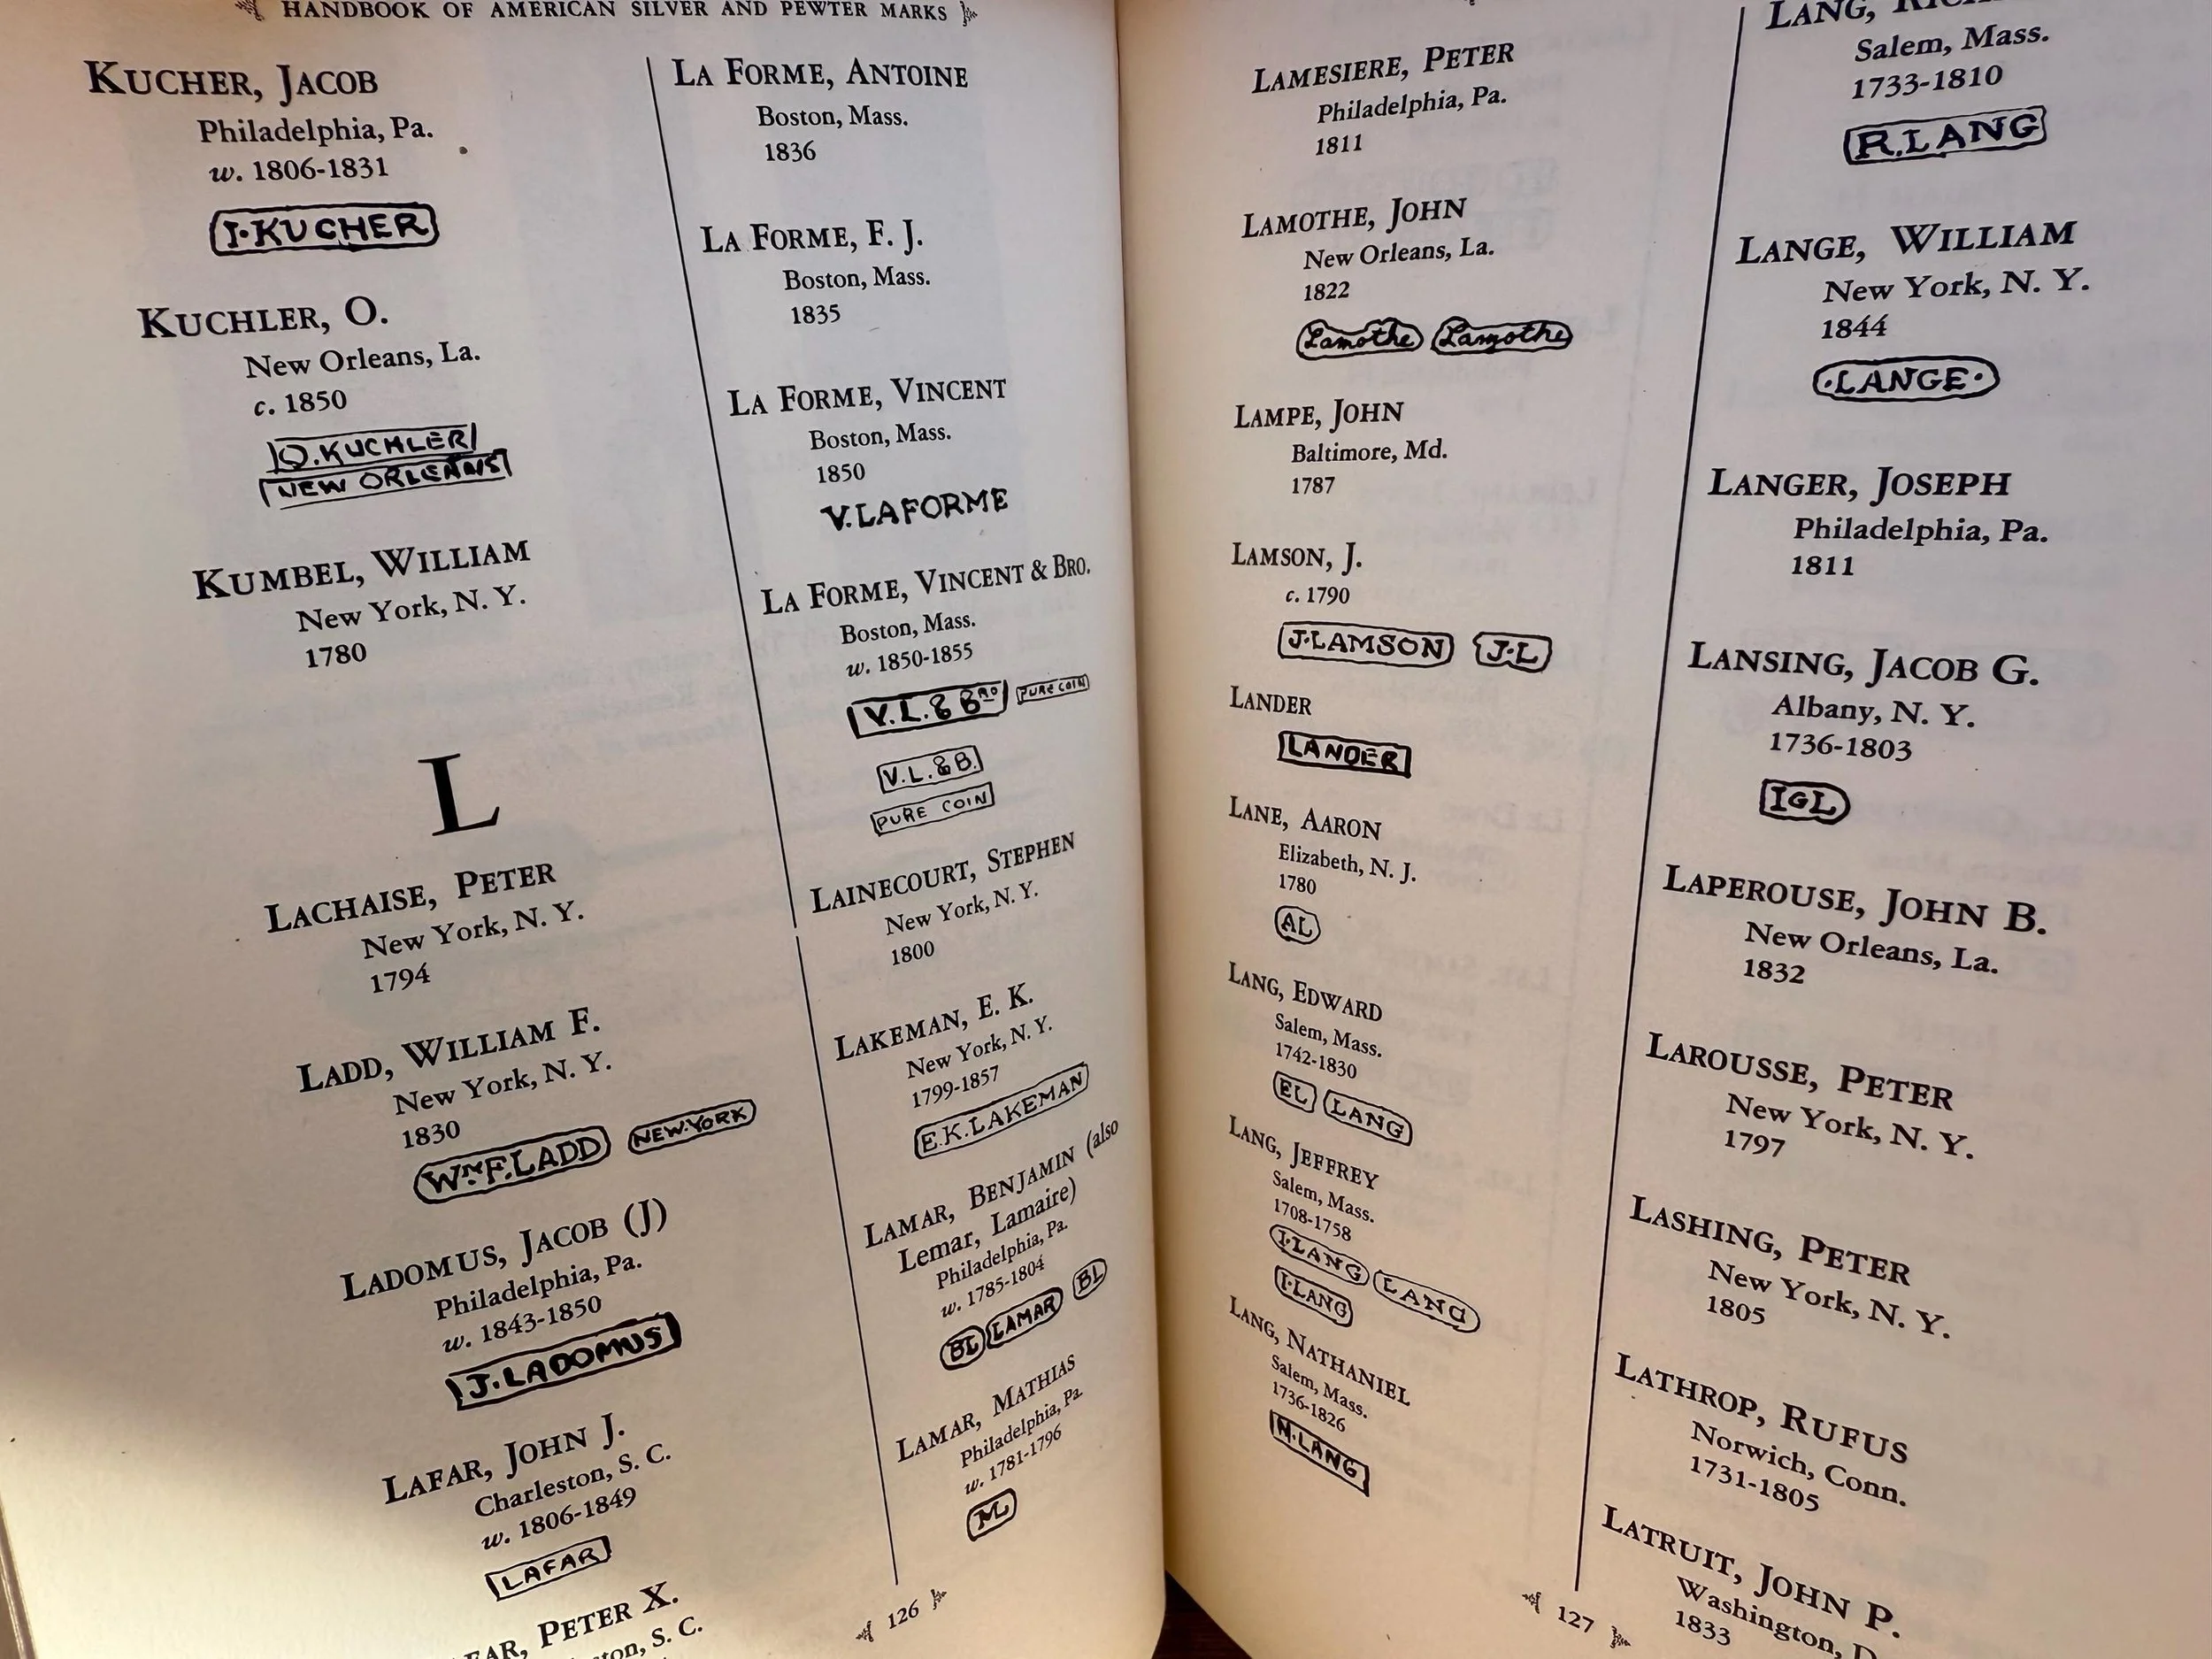 HANDBOOK OF AMERICAN SILVER AND PEWTER MARKS
KUCHER, JACOB
Philadelphia, Pa.
w. 1806-1831
I·KUCHER
KUCHLER, O.
New Orleans, La.
c. 1850
O.KUCHLER
NEW ORLEANS
KUMBEL, WILLIAM
New York, N. Y.
1780
L
LACHAISE, PETER
New York, N. Y.
1794
LADD, WILLIAM F.
New York, N. Y.
1830
Wm.F.LADD NEW·YORK
LADOMUS, JACOB (J)
Philadelphia, Pa.
w. 1843-1850
J·LADOMUS
LAFAR, JOHN J.
Charleston, S. C.
w. 1806-1849
LAFAR
PETER X.
S. C.
LA FORME, ANTOINE
Boston, Mass.
1836
LA FORME, F. J.
Boston, Mass.
1835
LA FORME, VINCENT
Boston, Mass.
1850
V.LAFORME
LA FORME, VINCENT & BRO.
Boston, Mass.
w. 1850-1855
V.L.& BRO PURE COIN
V.L.&B.
PURE COIN
LAINECOURT, STEPHEN
New York, N. Y.
1800
LAKEMAN, E. K.
New York, N. Y.
1799-1857
E.K.LAKEMAN
LAMAR, BENJAMIN (also
Lemar, Lamaire)
Philadelphia, Pa.
w. 1785-1804
BL LAMAR BL
LAMAR, MATHIAS
Philadelphia, Pa.
w. 1781-1796
ML
126
LAMESIERE, PETER
Philadelphia, Pa.
1811
LAMOTHE, JOHN
New Orleans, La.
1822
Lamothe Lamothe
LAMPE, JOHN
Baltimore, Md.
1787
LAMSON, J.
c. 1790
J·LAMSON J·L
LANDER
LANDER
LANE, AARON
Elizabeth, N. J.
1780
AL
LANG, EDWARD
Salem, Mass.
1742-1830
EL LANG
LANG, JEFFREY
Salem, Mass.
1708-1758
I·LANG LANG
I·LANG
LANG, NATHANIEL
Salem, Mass.
1736-1826
N·LANG
LANG,
Salem, Mass.
1733-1810
R.LANG
LANGE, WILLIAM
New York, N. Y.
1844
·LANGE·
LANGER, JOSEPH
Philadelphia, Pa.
1811
LANSING, JACOB G.
Albany, N. Y.
1736-1803
IGL
LAPEROUSE, JOHN B.
New Orleans, La.
1832
LAROUSSE, PETER
New York, N. Y.
1797
LASHING, PETER
New York, N. Y.
1805
LATHROP, RUFUS
Norwich, Conn.
1731-1805
LATRUIT, JOHN P.
Washington,
1833
127